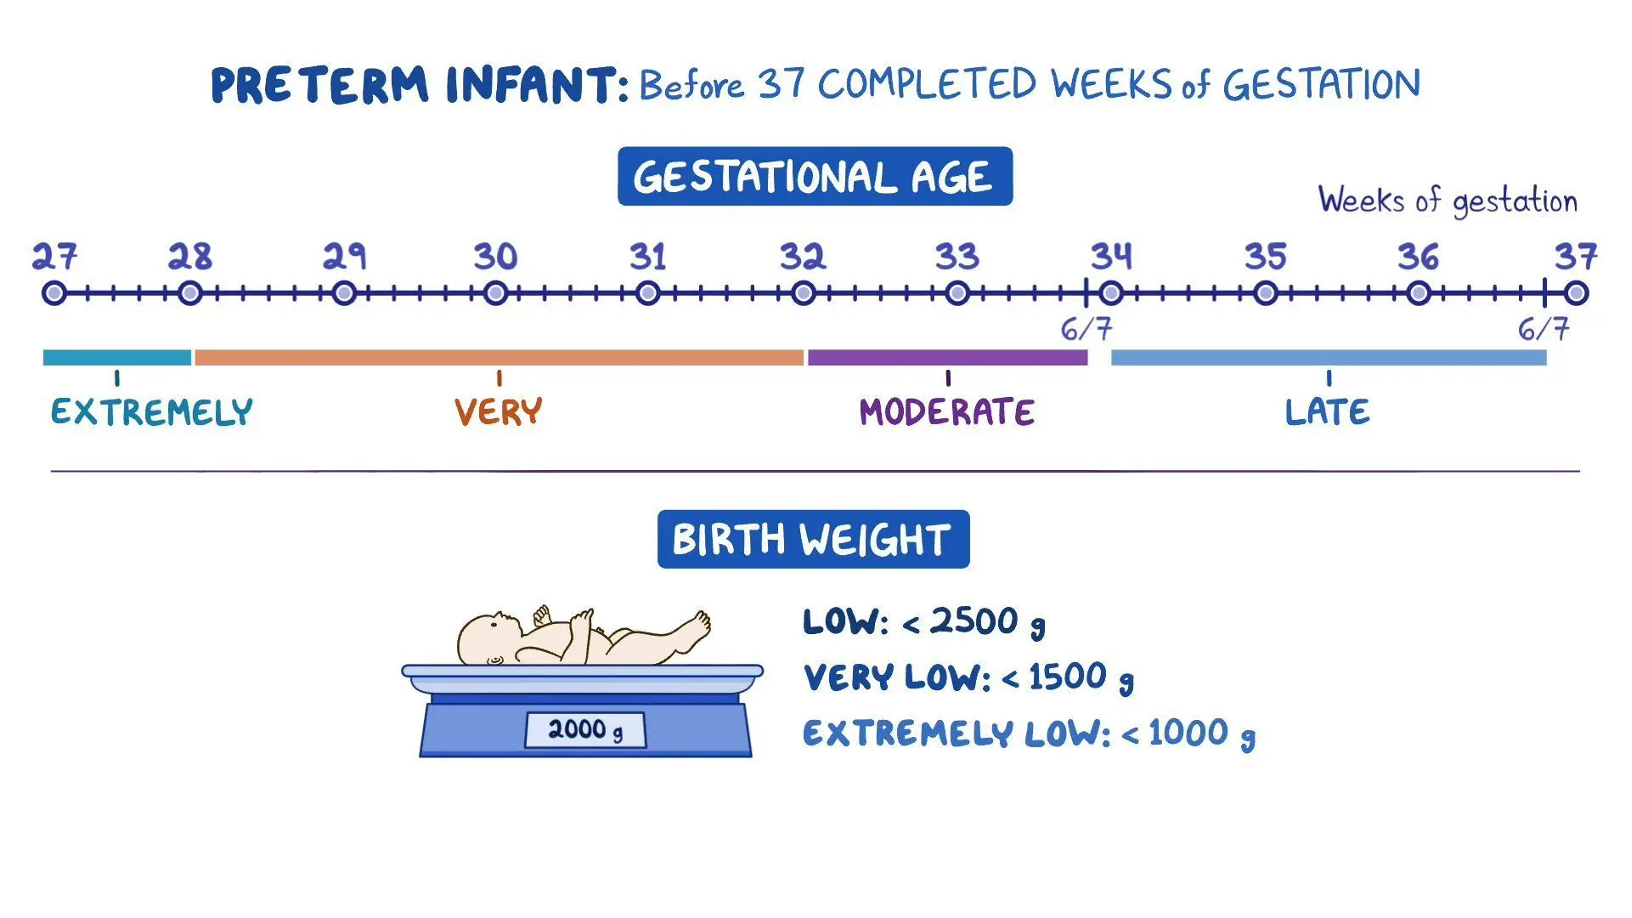 PRETERM INFANT: Before 37 COMPLETED WEEKS of GESTATION
GESTATIONAL AGE
Weeks of gestation
27 28 29 30 31 32 33 34 35 36 37
6/7 6/7
EXTREMELY VERY MODERATE LATE
BIRTH WEIGHT
LOW: < 2500 g
VERY LOW: < 1500 g
2000 g
EXTREMELY LOW: < 1000 g